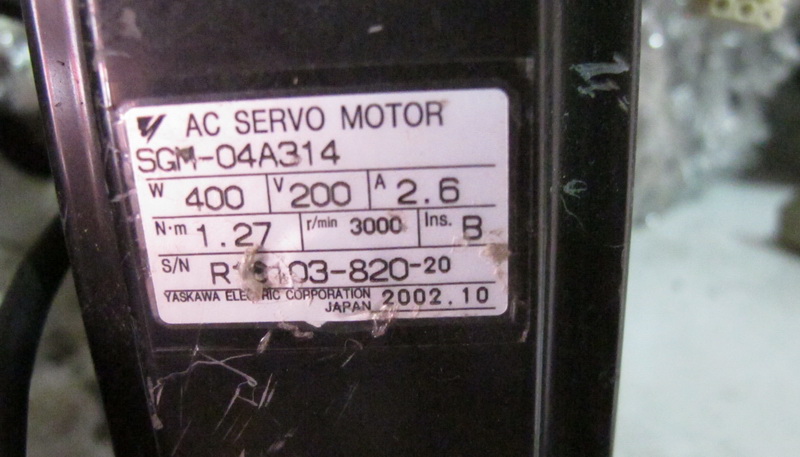 AC SERVO MOTOR
SGM-04A314
W 400 V 200 A 2.6
N·m 1.27 r/min 3000 Ins. B
S/N
YASKAWA ELECTRIC CORPORATION 2002.10
JAPAN